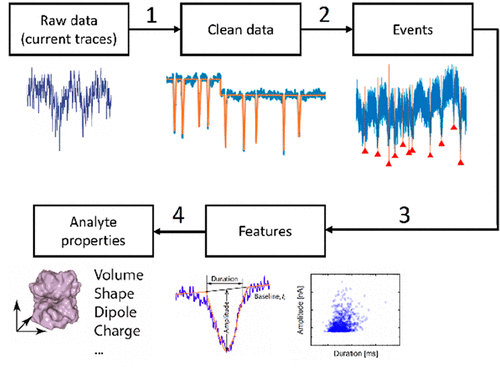 Raw data
(current traces)
1
Clean data
2
Events
3
Features
4
Analyte
properties
Volume
Shape
Dipole
Charge
...
Duration
Baseline, I
Amplitude
Amplitude [nA]
Duration [ms]